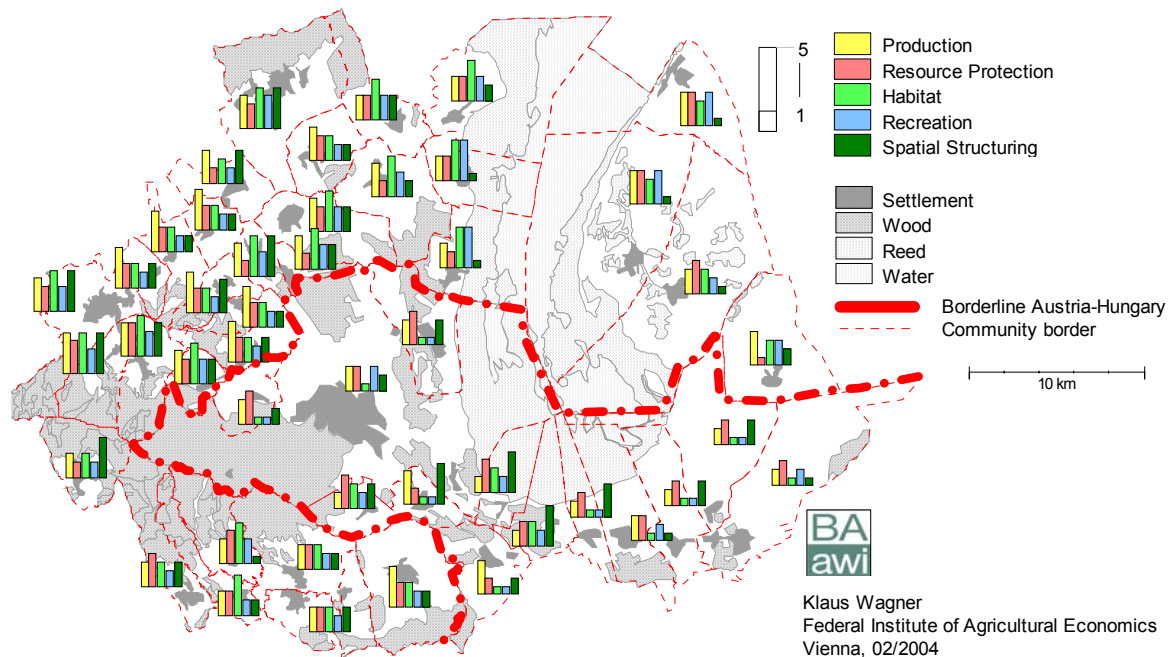 5
1
Production
Resource Protection
Habitat
Recreation
Spatial Structuring
Settlement
Wood
Reed
Water
Borderline Austria-Hungary
Community border
10 km
BA
awi
Klaus Wagner
Federal Institute of Agricultural Economics
Vienna, 02/2004